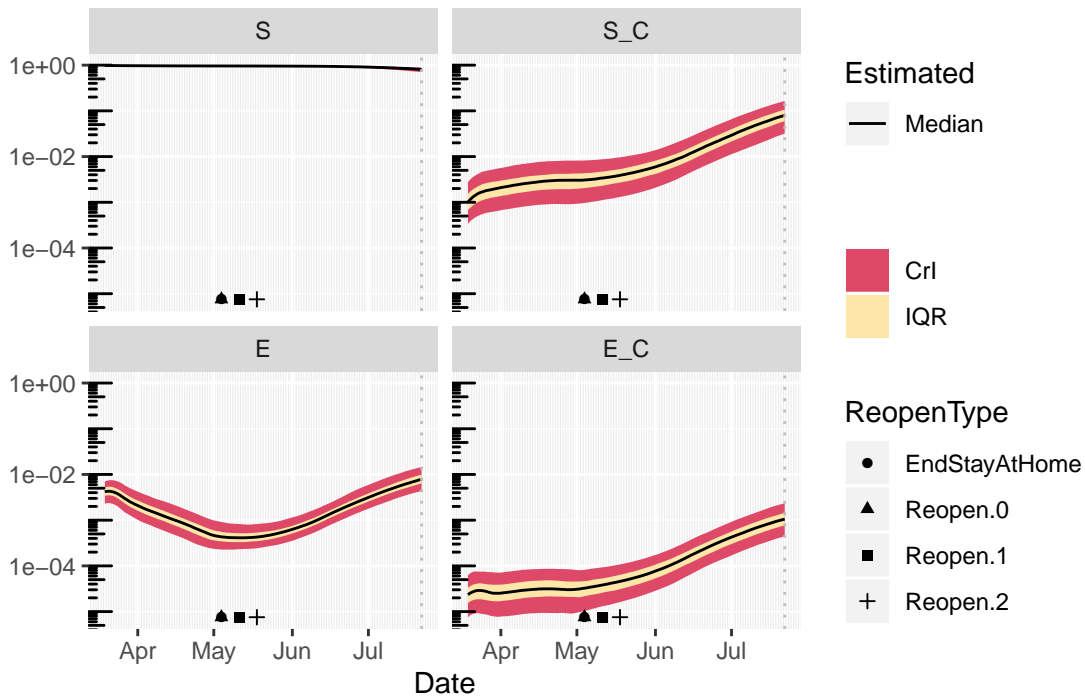 S
S_C
1e+00
1e−02
1e−04
E
E_C
1e+00
1e−02
1e−04
Apr
May
Jun
Jul
Apr
May
Jun
Jul
Date
Estimated
Median
CrI
IQR
ReopenType
EndStayAtHome
Reopen.0
Reopen.1
Reopen.2